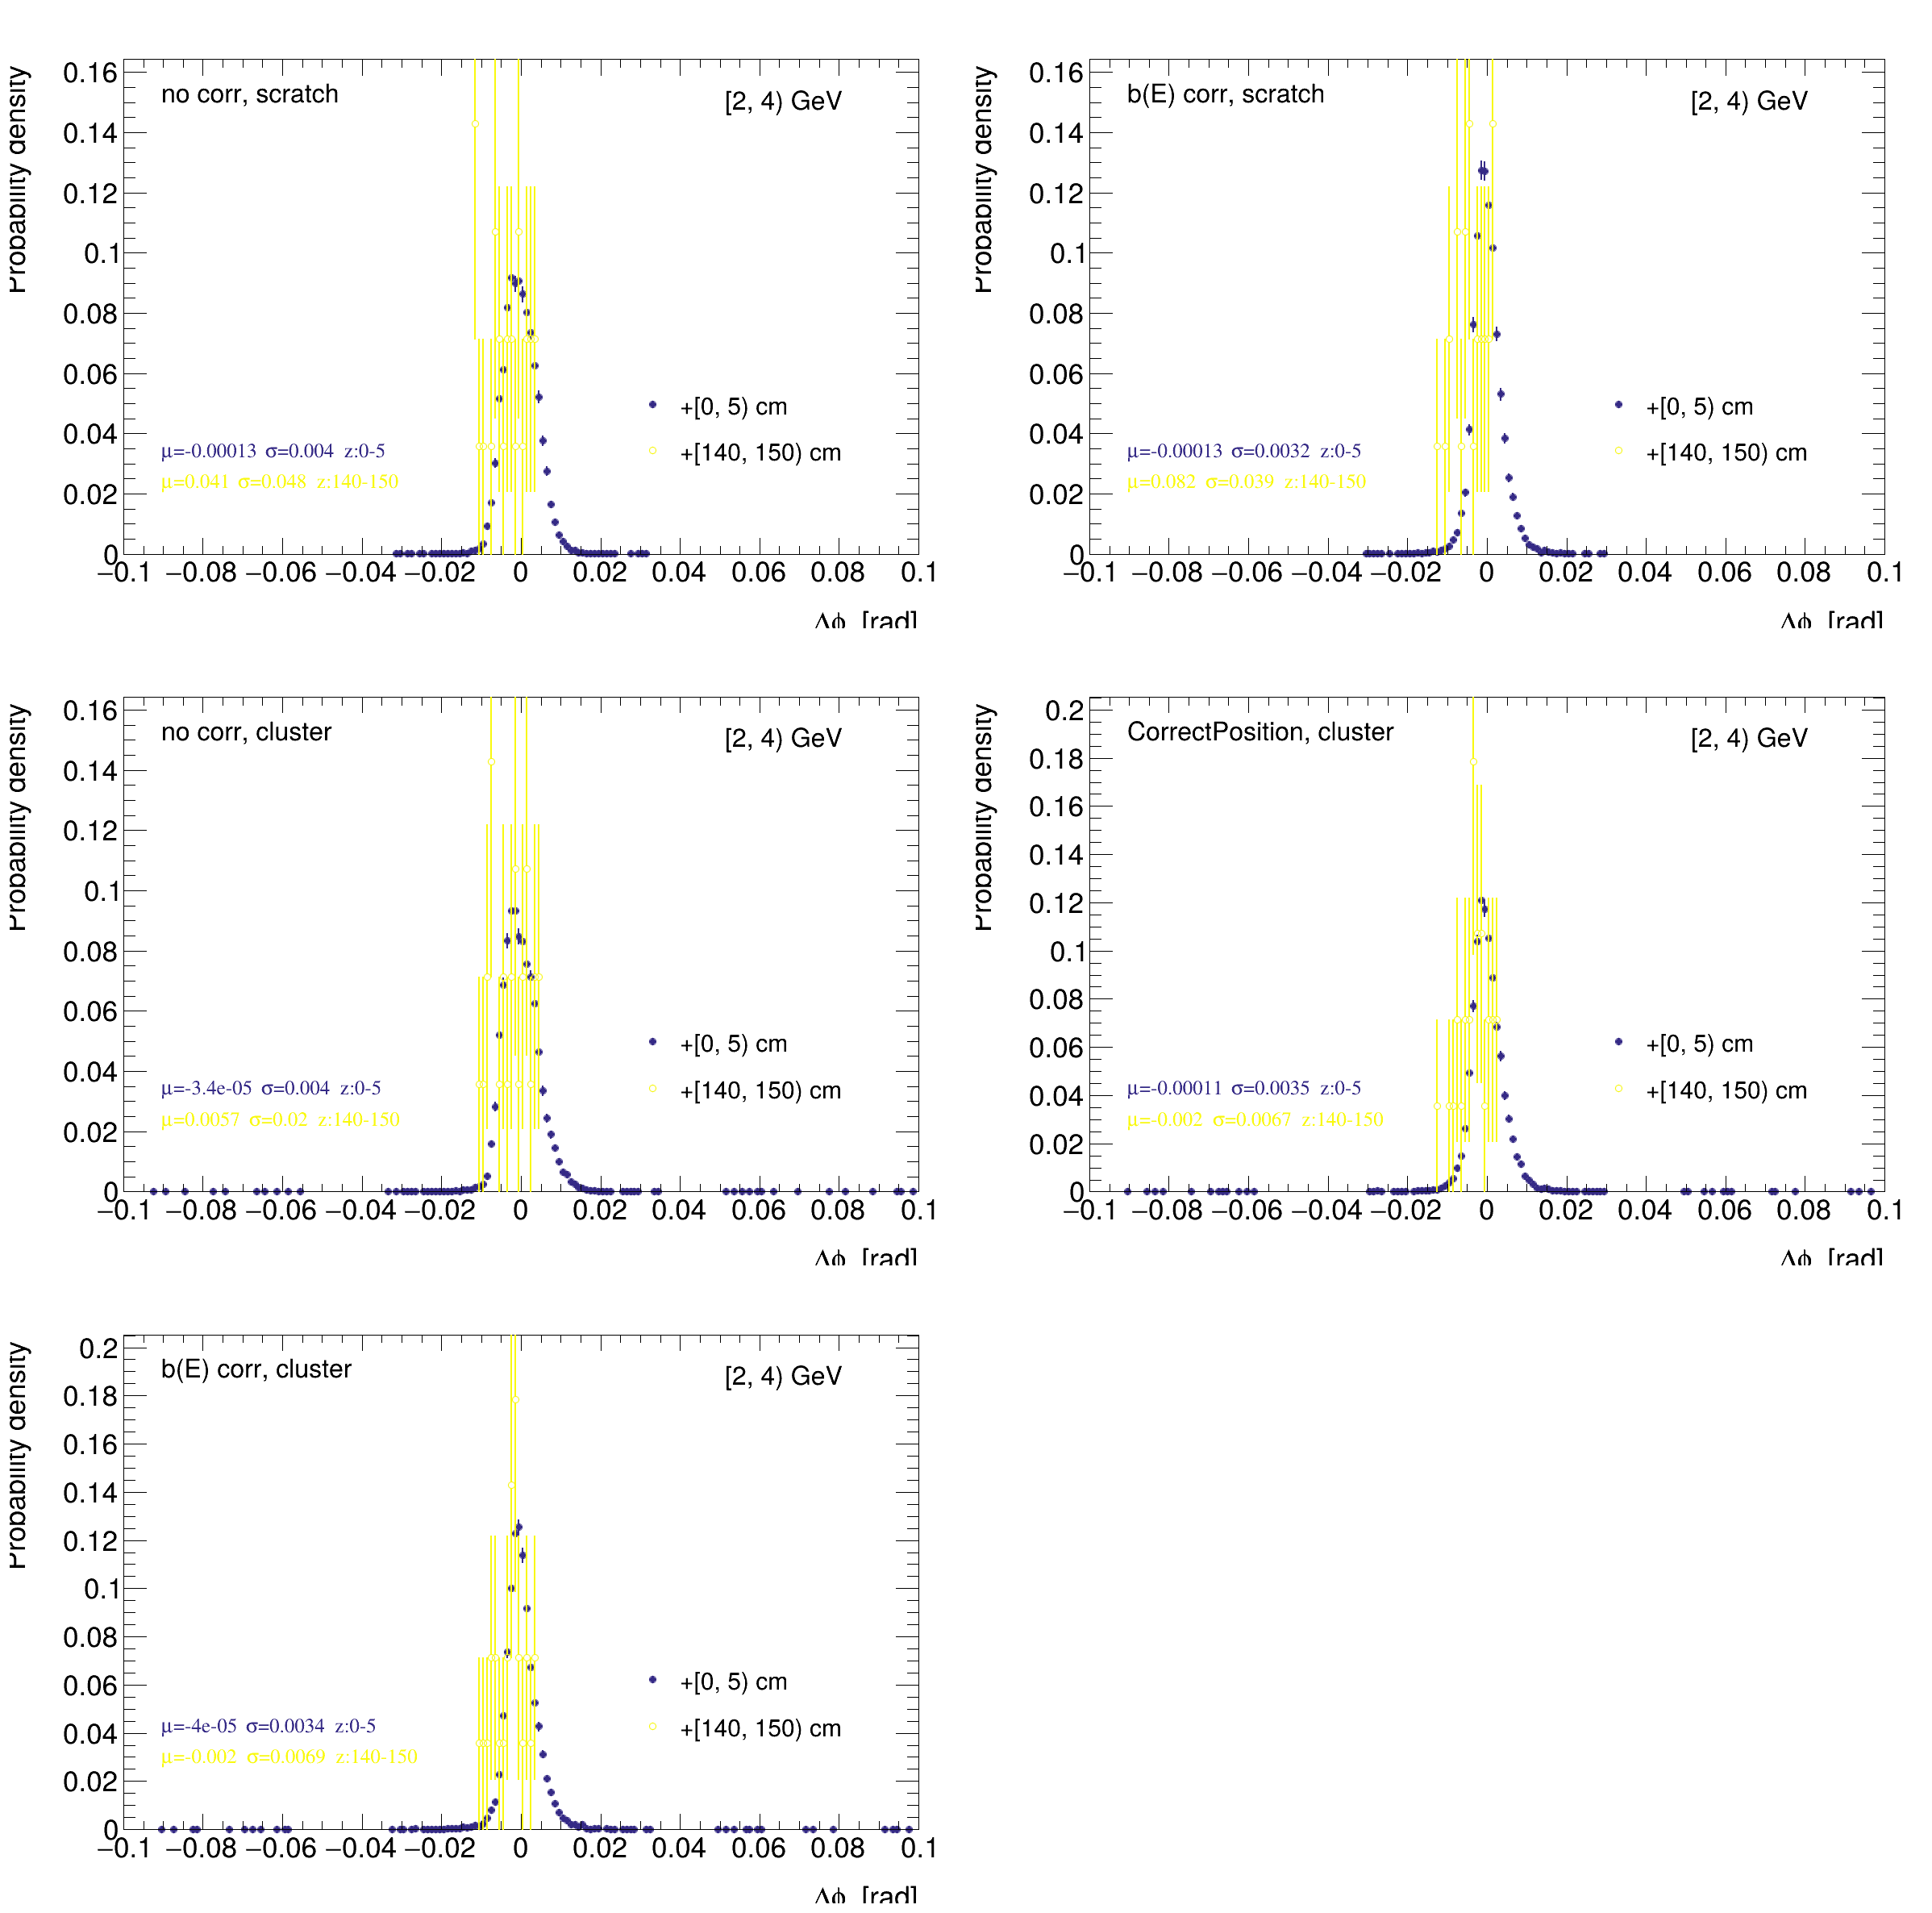 Probability density
no corr, scratch
[2, 4) GeV
0.16
0.14
0.12
0.1
0.08
0.06
0.04
0.02
0
+[0, 5) cm
+[140, 150) cm
μ=-0.00013 σ=0.004 z:0-5
μ=0.041 σ=0.048 z:140-150
−0.1 −0.08 −0.06 −0.04 −0.02 0 0.02 0.04 0.06 0.08 0.1
Δφ [rad]
Probability density
b(E) corr, scratch
[2, 4) GeV
0.16
0.14
0.12
0.1
0.08
0.06
0.04
0.02
0
+[0, 5) cm
+[140, 150) cm
μ=-0.00013 σ=0.0032 z:0-5
μ=0.082 σ=0.039 z:140-150
−0.1 −0.08 −0.06 −0.04 −0.02 0 0.02 0.04 0.06 0.08 0.1
Δφ [rad]
Probability density
no corr, cluster
[2, 4) GeV
0.16
0.14
0.12
0.1
0.08
0.06
0.04
0.02
0
+[0, 5) cm
+[140, 150) cm
μ=-3.4e-05 σ=0.004 z:0-5
μ=0.0057 σ=0.02 z:140-150
−0.1 −0.08 −0.06 −0.04 −0.02 0 0.02 0.04 0.06 0.08 0.1
Δφ [rad]
Probability density
CorrectPosition, cluster
[2, 4) GeV
0.2
0.18
0.16
0.14
0.12
0.1
0.08
0.06
0.04
0.02
0
+[0, 5) cm
+[140, 150) cm
μ=-0.00011 σ=0.0035 z:0-5
μ=-0.002 σ=0.0067 z:140-150
−0.1 −0.08 −0.06 −0.04 −0.02 0 0.02 0.04 0.06 0.08 0.1
Δφ [rad]
Probability density
b(E) corr, cluster
[2, 4) GeV
0.2
0.18
0.16
0.14
0.12
0.1
0.08
0.06
0.04
0.02
0
+[0, 5) cm
+[140, 150) cm
μ=-4e-05 σ=0.0034 z:0-5
μ=-0.002 σ=0.0069 z:140-150
−0.1 −0.08 −0.06 −0.04 −0.02 0 0.02 0.04 0.06 0.08 0.1
Δφ [rad]